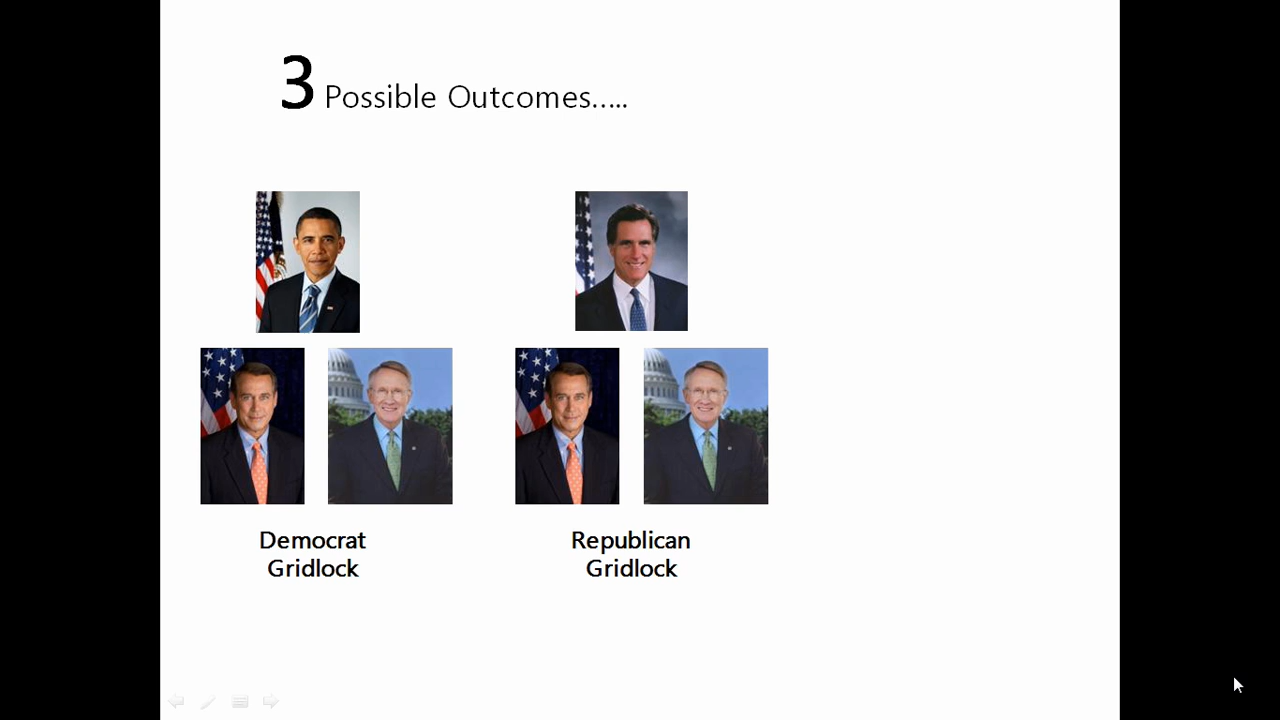 3 Possible Outcomes.....
Democrat
Gridlock
Republican
Gridlock